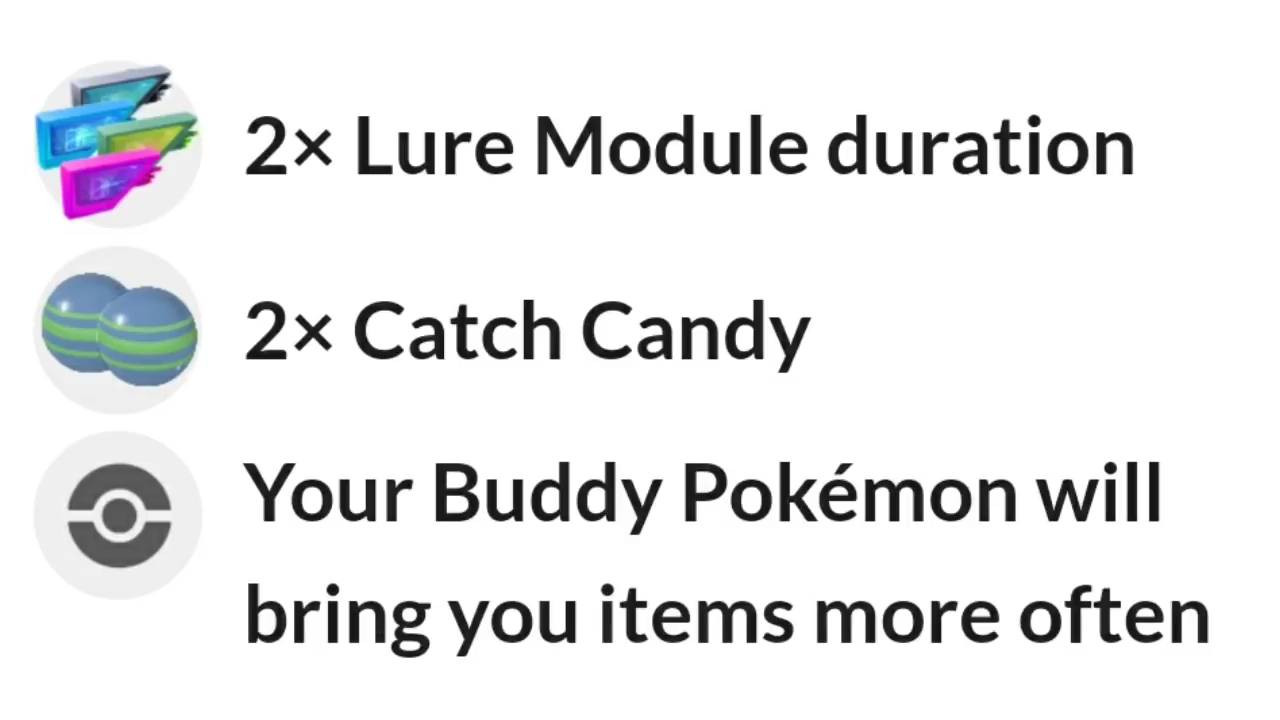 2× Lure Module duration
2× Catch Candy
Your Buddy Pokémon will
bring you items more often